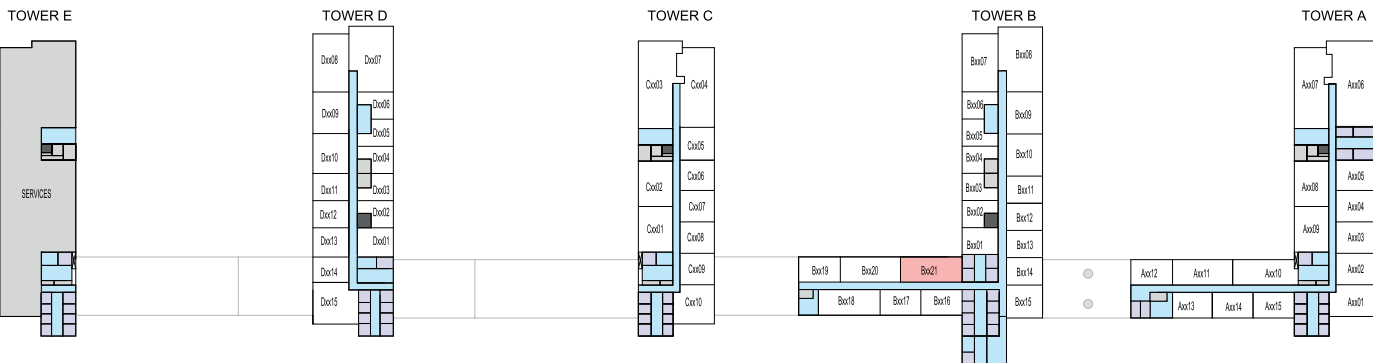 TOWER E
TOWER D
TOWER C
TOWER B
TOWER A
SERVICES
Dxx08
Dxx07
Dxx09
Dxx06
Dxx05
Dxx10
Dxx04
Dxx11
Dxx03
Dxx12
Dxx02
Dxx13
Dxx01
Dxx14
Dxx15
Cxx03
Cxx04
Cxx05
Cxx02
Cxx06
Cxx07
Cxx01
Cxx08
Cxx09
Cxx10
Bxx07
Bxx08
Bxx06
Bxx09
Bxx05
Bxx04
Bxx10
Bxx03
Bxx11
Bxx02
Bxx12
Bxx01
Bxx13
Bxx19
Bxx20
Bxx21
Bxx14
Bxx18
Bxx17
Bxx16
Bxx15
Axx07
Axx06
Axx08
Axx05
Axx04
Axx09
Axx03
Axx12
Axx11
Axx10
Axx02
Axx13
Axx14
Axx15
Axx01